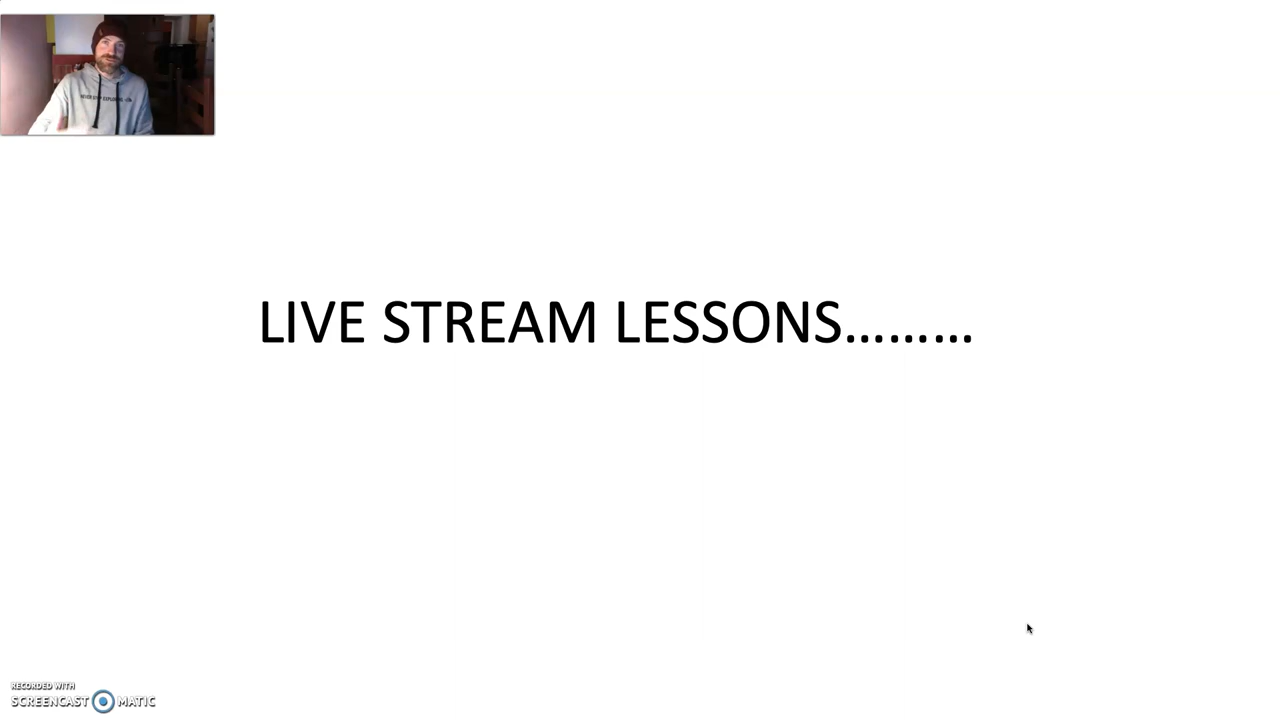 LIVE STREAM LESSONS………
RECORDED WITH
SCREENCAST MATIC